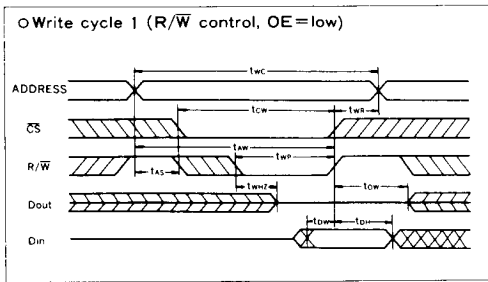 ○Write cycle 1 (R/W̅ control, OE=low)
tWC
ADDRESS
tCW tWR
C̅S̅
tAW
R/W̅ tAS tWP
tWHZ tOW
Dout
tDW tDH
Din